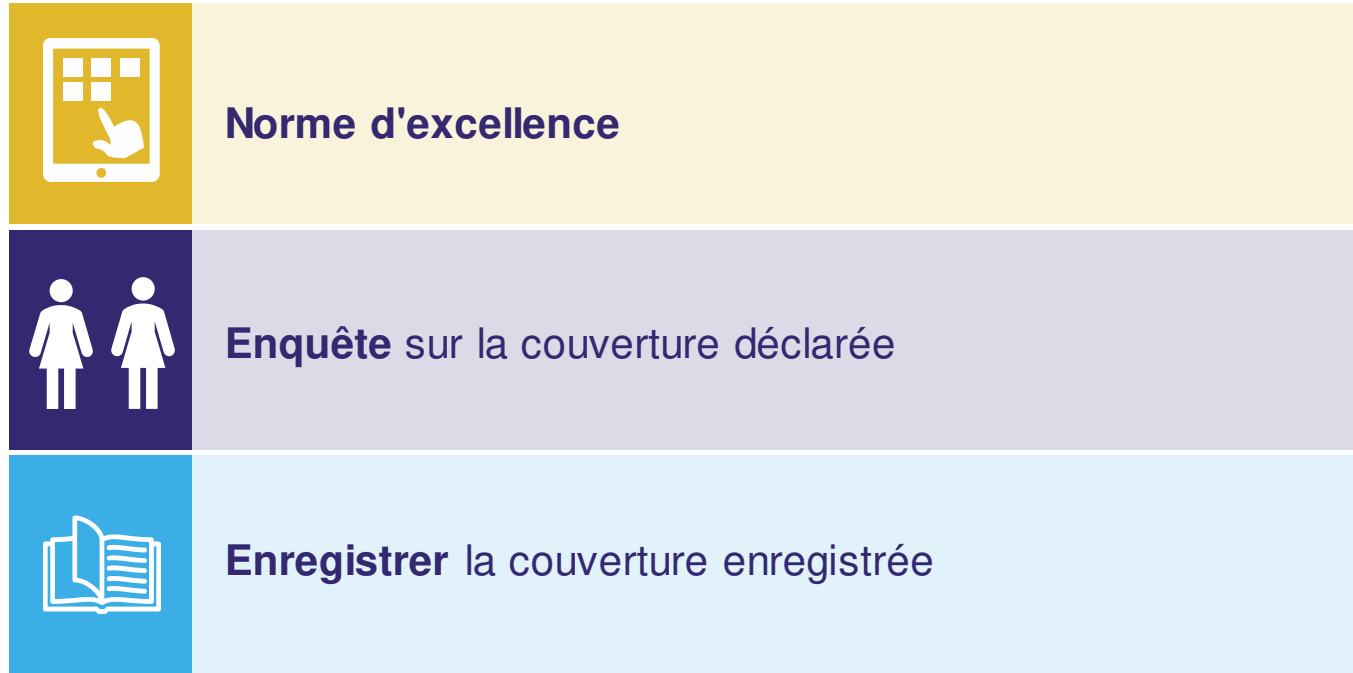 Norme d'excellence
Enquête sur la couverture déclarée
Enregistrer la couverture enregistrée